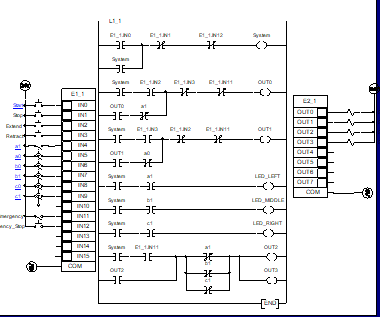 L1_1
E1_1.IN0 E1_1.IN1 E1_1.IN12 System
System
System E1_1.IN2 E1_1.IN3 E1_1.IN11 OUT0
OUT0 a1
System E1_1.IN3 E1_1.IN2 E1_1.IN11 OUT1
OUT1 a0
System a1 LED_LEFT
System b1 LED_MIDDLE
System c1 LED_RIGHT
System E1_1.IN11 a1 OUT2
OUT2 b1 OUT3
c1
END
E1_1
Start IN0
Stop IN1
Extend IN2
Retract IN3
a1 IN4
a0 IN5
b0 IN6
b1 IN7
c0 IN8
c1 IN9
IN10
mergency IN11
ency_Stop IN12
IN13
IN14
IN15
COM
E2_1
OUT0
OUT1
OUT2
OUT3
OUT4
OUT5
OUT6
OUT7
COM